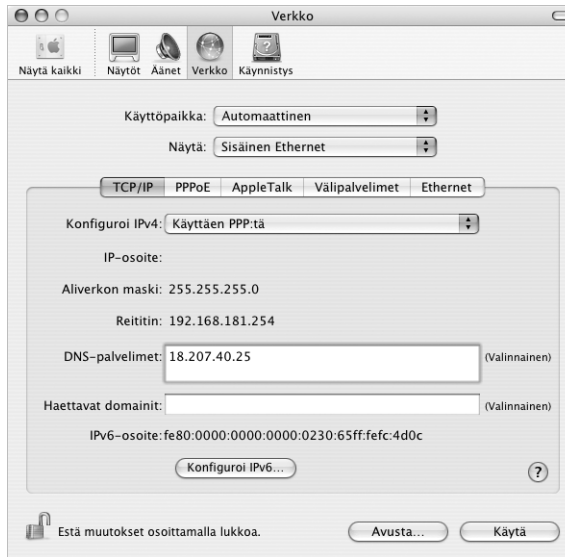 Verkko
Näytä kaikki Näytöt Äänet Verkko Käynnistys
Käyttöpaikka: Automaattinen
Näytä: Sisäinen Ethernet
TCP/IP PPPoE AppleTalk Välipalvelimet Ethernet
Konfiguroi IPv4: Käyttäen PPP:tä
IP-osoite:
Aliverkon maski: 255.255.255.0
Reititin: 192.168.181.254
DNS-palvelimet: 18.207.40.25 (Valinnainen)
Haettavat domainit: (Valinnainen)
IPv6-osoite: fe80:0000:0000:0000:0230:65ff:fefc:4d0c
Konfiguroi IPv6... ?
Estä muutokset osoittamalla lukkoa. Avusta... Käytä